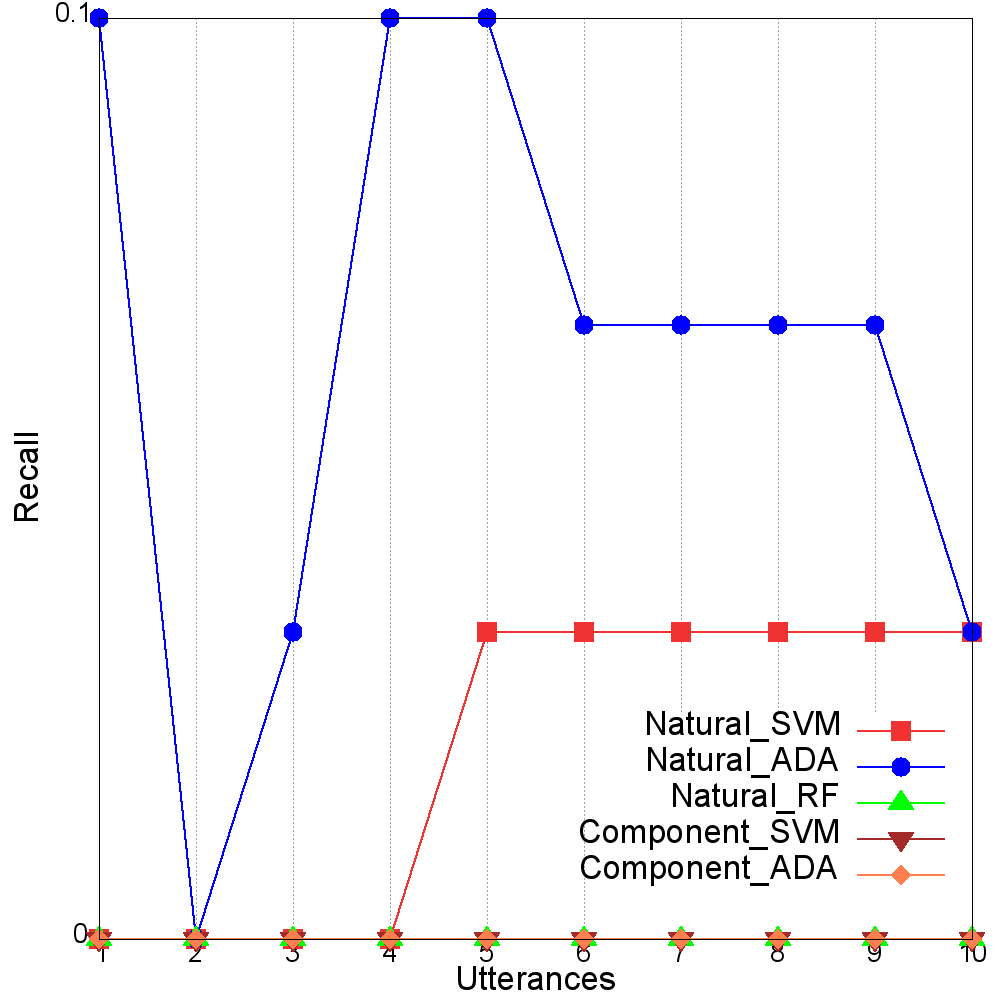 0.1
Recall
Natural_SVM
Natural_ADA
Natural_RF
Component_SVM
Component_ADA
0
1 2 3 4 5 6 7 8 9 10
Utterances